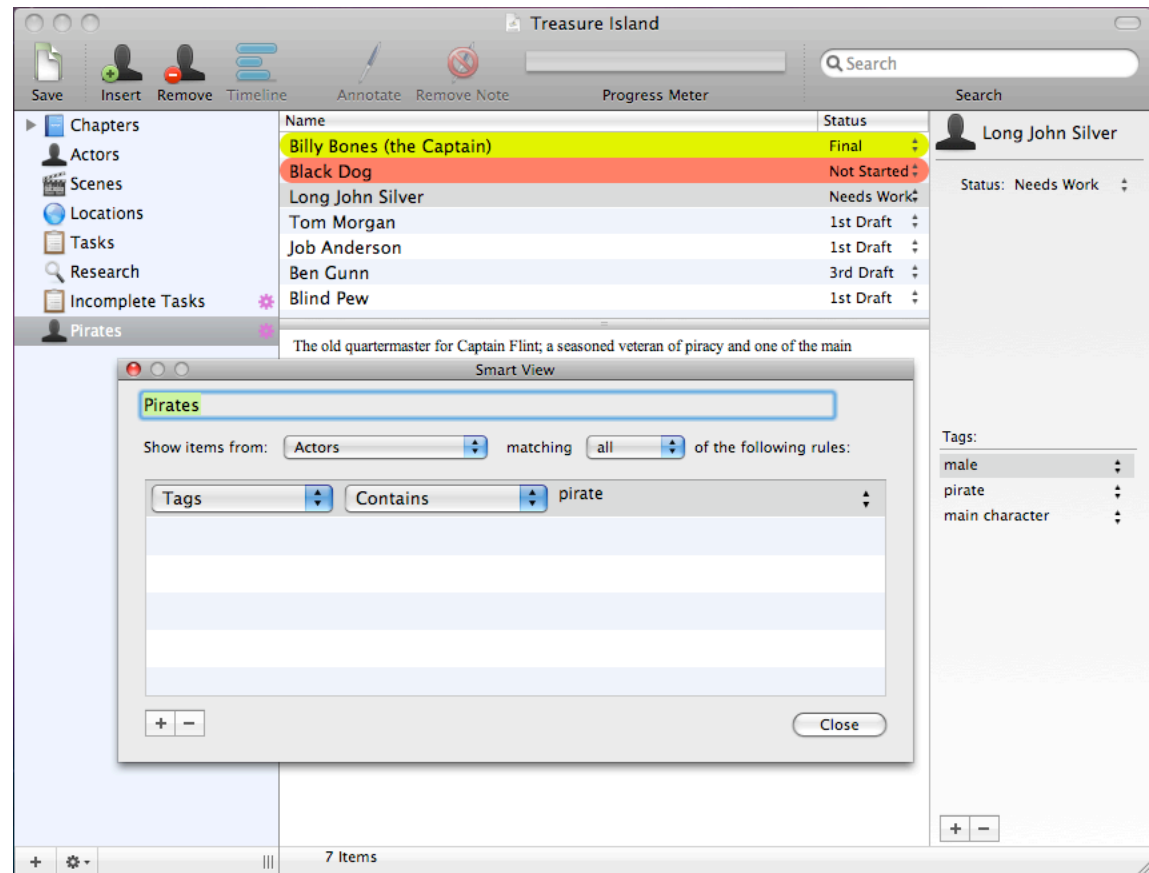 Treasure Island
Search
Save Insert Remove Timeline Annotate Remove Note Progress Meter Search
Chapters
Actors
Scenes
Locations
Tasks
Research
Incomplete Tasks
Pirates
Name Status
Billy Bones (the Captain) Final
Black Dog Not Started
Long John Silver Needs Work
Tom Morgan 1st Draft
Job Anderson 1st Draft
Ben Gunn 3rd Draft
Blind Pew 1st Draft
The old quartermaster for Captain Flint; a seasoned veteran of piracy and one of the main
Long John Silver
Status: Needs Work
Tags:
male
pirate
main character
Smart View
Pirates
Show items from: Actors matching all of the following rules:
Tags Contains pirate
Close
7 Items